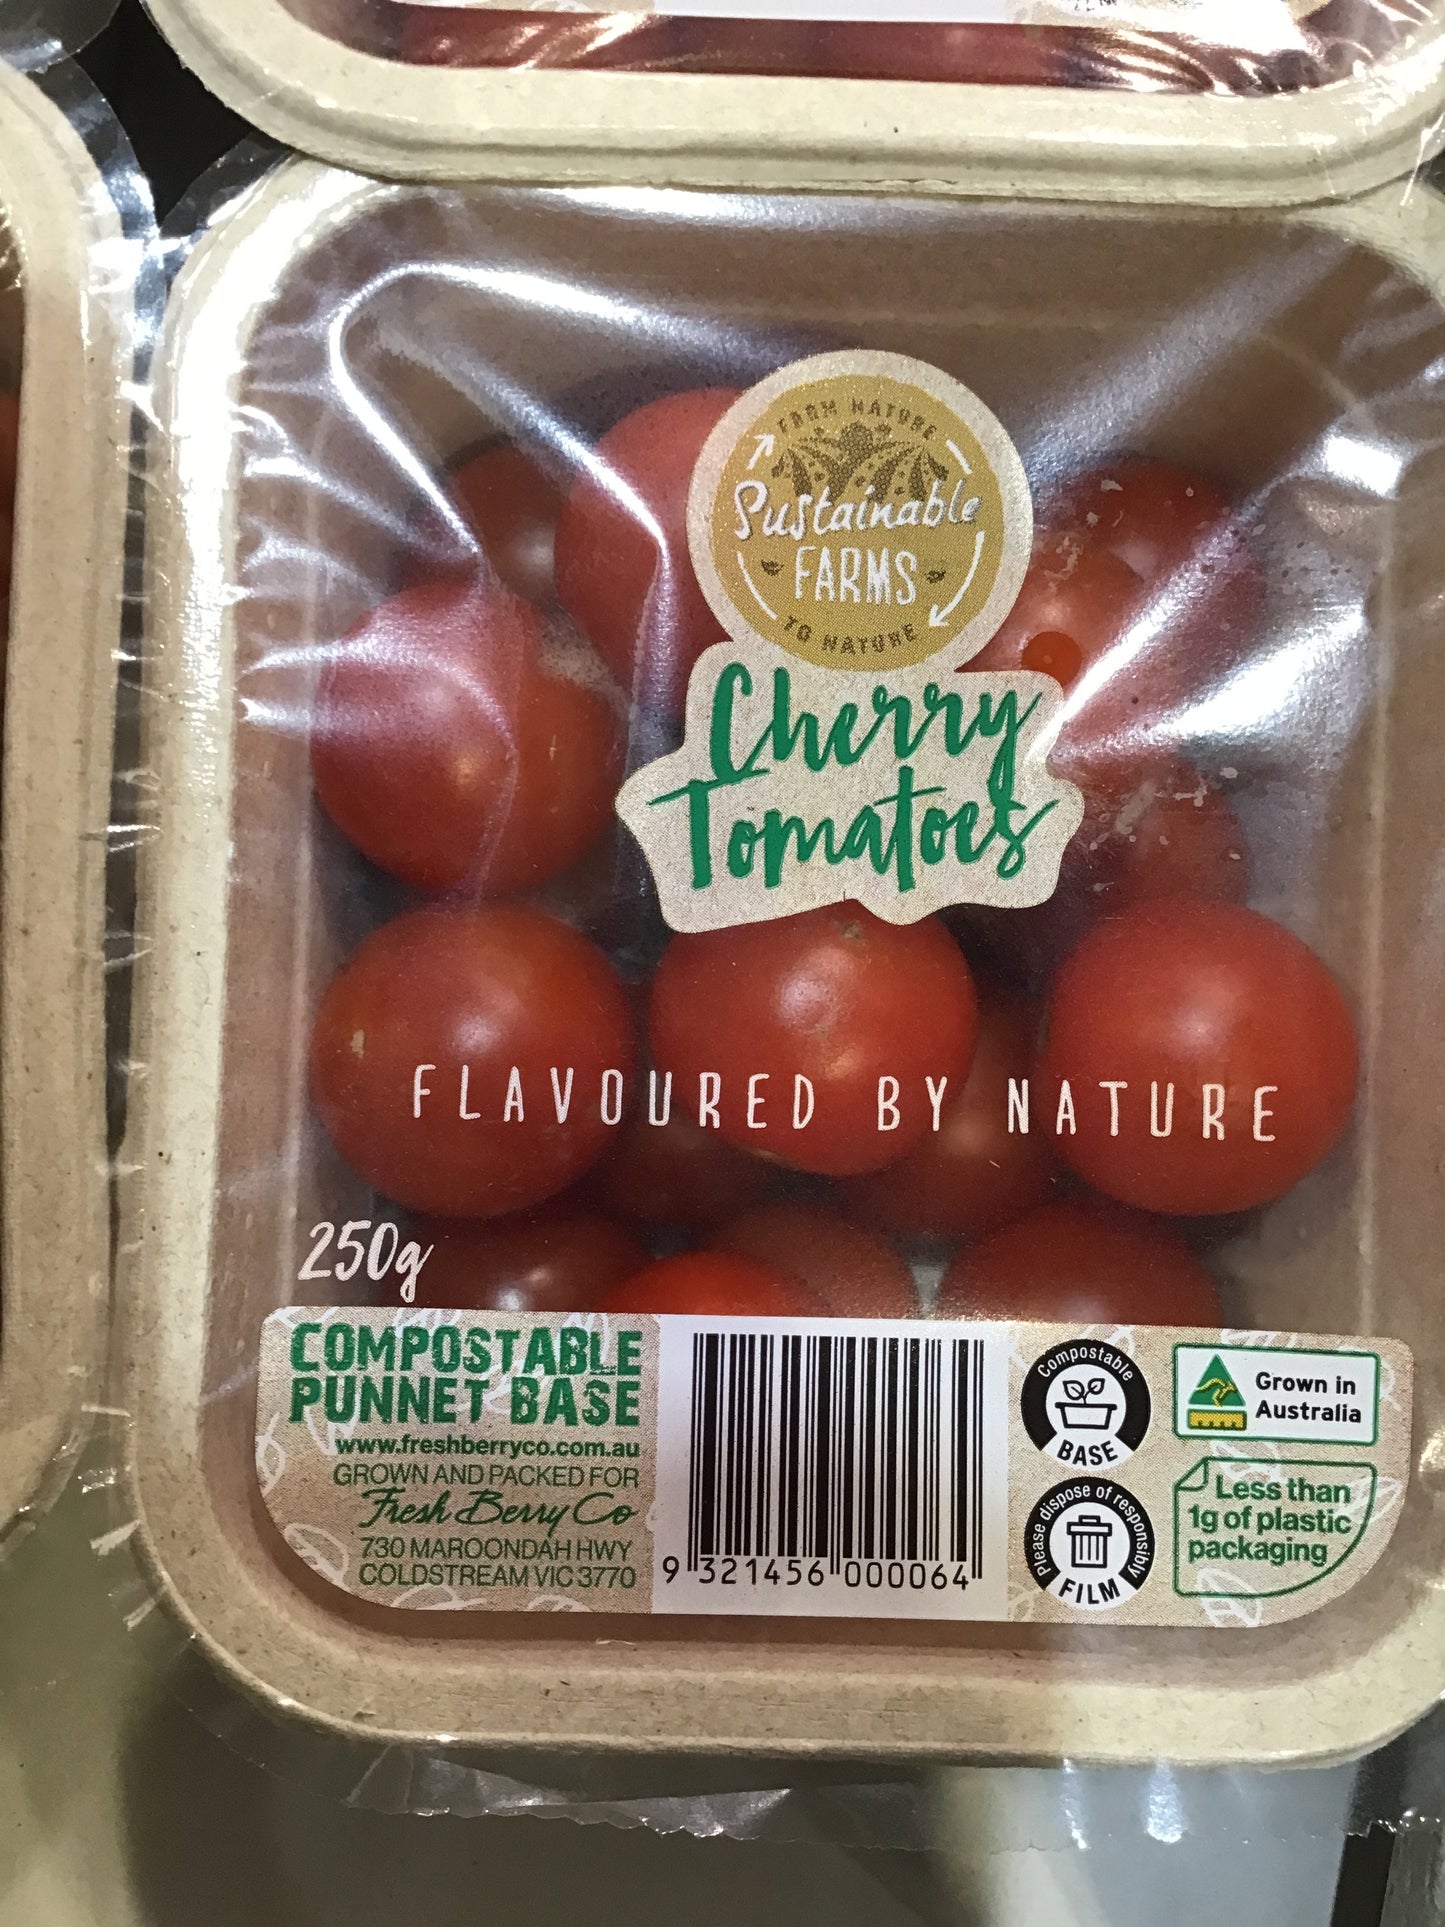 FARM NATURE
Sustainable
FARMS
TO NATURE
Cherry
Tomatoes
FLAVOURED BY NATURE
250g
COMPOSTABLE
PUNNET BASE
www.freshberryco.com.au
GROWN AND PACKED FOR
Fresh Berry Co
730 MAROONDAH HWY
COLDSTREAM VIC 3770
9 321456 000064
Compostable
BASE
Please dispose of responsibly
FILM
Grown in
Australia
Less than
1g of plastic
packaging